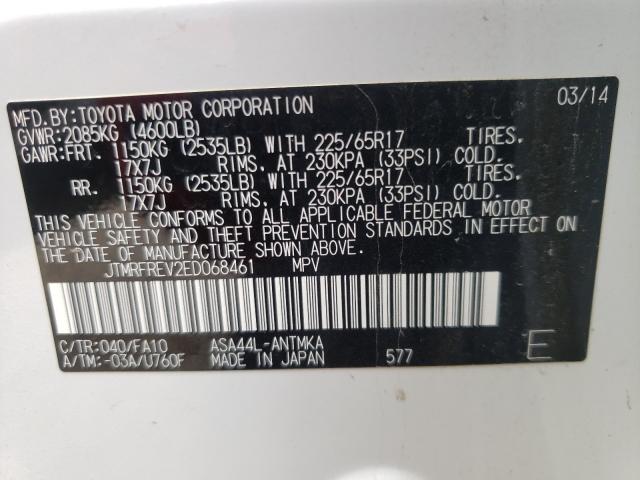 MFD.BY:TOYOTA MOTOR CORPORATION 03/14
GVWR:2085KG (4600LB)
GAWR:FRT. 1150KG (2535LB) WITH 225/65R17 TIRES.
17X7J RIMS. AT 230KPA (33PSI) COLD.
RR. 1150KG (2535LB) WITH 225/65R17 TIRES.
17X7J RIMS. AT 230KPA (33PSI) COLD.
THIS VEHICLE CONFORMS TO ALL APPLICABLE FEDERAL MOTOR
VEHICLE SAFETY AND THEFT PREVENTION STANDARDS IN EFFECT ON
THE DATE OF MANUFACTURE SHOWN ABOVE.
JTMRFREV2ED068461 MPV
C/TR:040/FA10 ASA44L-ANTMKA
A/TM:-03A/U760F MADE IN JAPAN 577 E